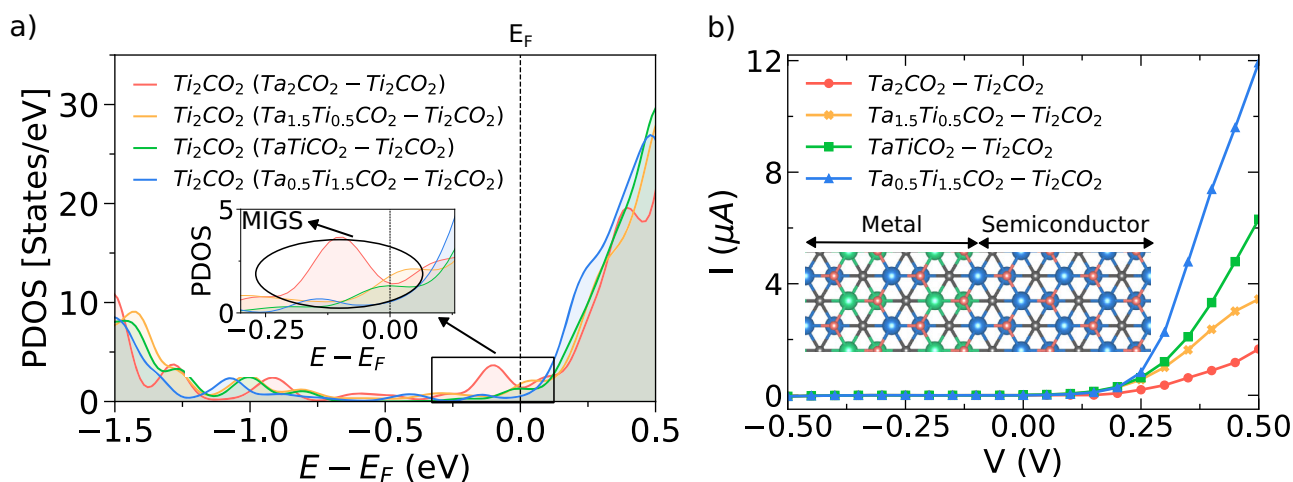 a)
E_F
PDOS [States/eV]
30
20
10
0
Ti₂CO₂ (Ta₂CO₂ − Ti₂CO₂)
Ti₂CO₂ (Ta₁.₅Ti₀.₅CO₂ − Ti₂CO₂)
Ti₂CO₂ (TaTiCO₂ − Ti₂CO₂)
Ti₂CO₂ (Ta₀.₅Ti₁.₅CO₂ − Ti₂CO₂)
MIGS
PDOS
5
0
−0.25 0.00
E − E_F
−1.5 −1.0 −0.5 0.0 0.5
E − E_F (eV)
b)
I (μA)
12
8
4
0
Ta₂CO₂ − Ti₂CO₂
Ta₁.₅Ti₀.₅CO₂ − Ti₂CO₂
TaTiCO₂ − Ti₂CO₂
Ta₀.₅Ti₁.₅CO₂ − Ti₂CO₂
Metal Semiconductor
−0.50 −0.25 0.00 0.25 0.50
V (V)